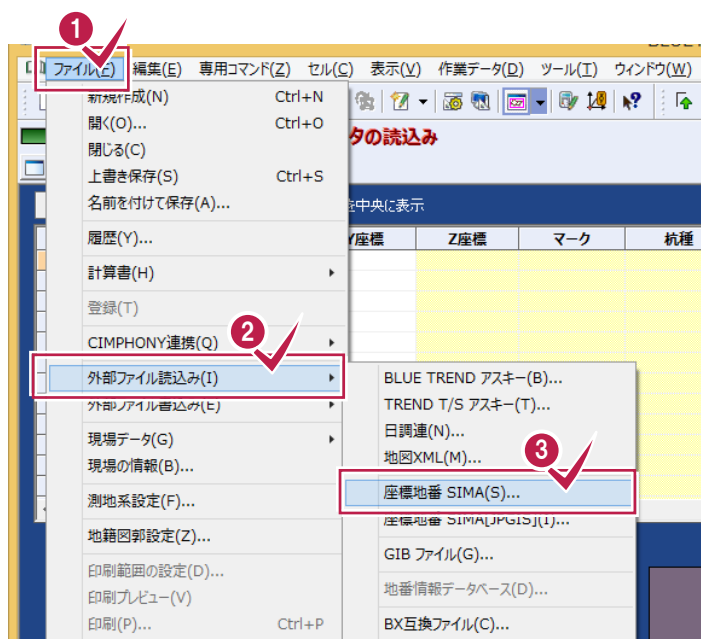 1
ファイル(F) 編集(E) 専用コマンド(Z) セル(C) 表示(V) 作業データ(D) ツール(T) ウィンドウ(W)
新規作成(N) Ctrl+N
開く(O)... Ctrl+O
タの読込み
閉じる(C)
上書き保存(S) Ctrl+S
名前を付けて保存(A)...
を中央に表示
履歴(Y)...
Y座標 Z座標 マーク 杭種
計算書(H)
登録(T)
2
CIMPHONY連携(Q)
外部ファイル読込み(I)
BLUE TREND アスキー(B)...
外部ファイル書込み(E)
TREND T/S アスキー(T)...
現場データ(G)
日調連(N)...
現場の情報(B)...
地図XML(M)...
3
測地系設定(F)...
座標地番 SIMA(S)...
座標地番 SIMA[JPGIS](I)...
地籍図郭設定(Z)...
GIB ファイル(G)...
印刷範囲の設定(D)...
地番情報データベース(D)...
印刷プレビュー(V)
印刷(P)... Ctrl+P
BX互換ファイル(C)...